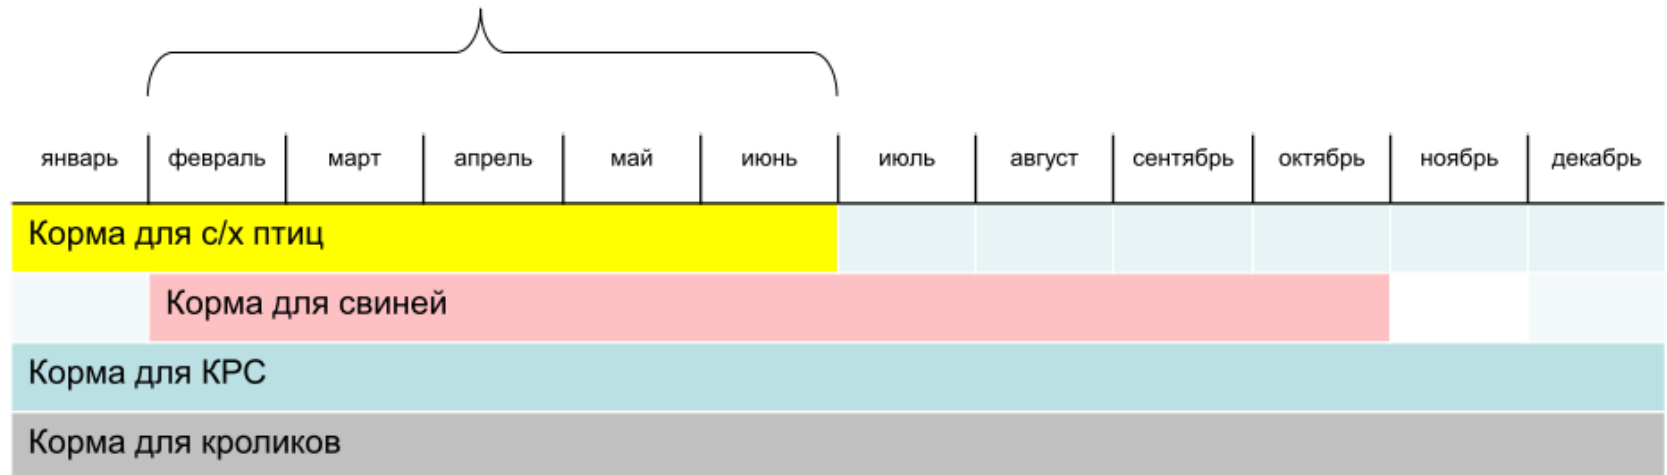 январь февраль март апрель май июнь июль август сентябрь октябрь ноябрь декабрь
Корма для с/х птиц
Корма для свиней
Корма для КРС
Корма для кроликов